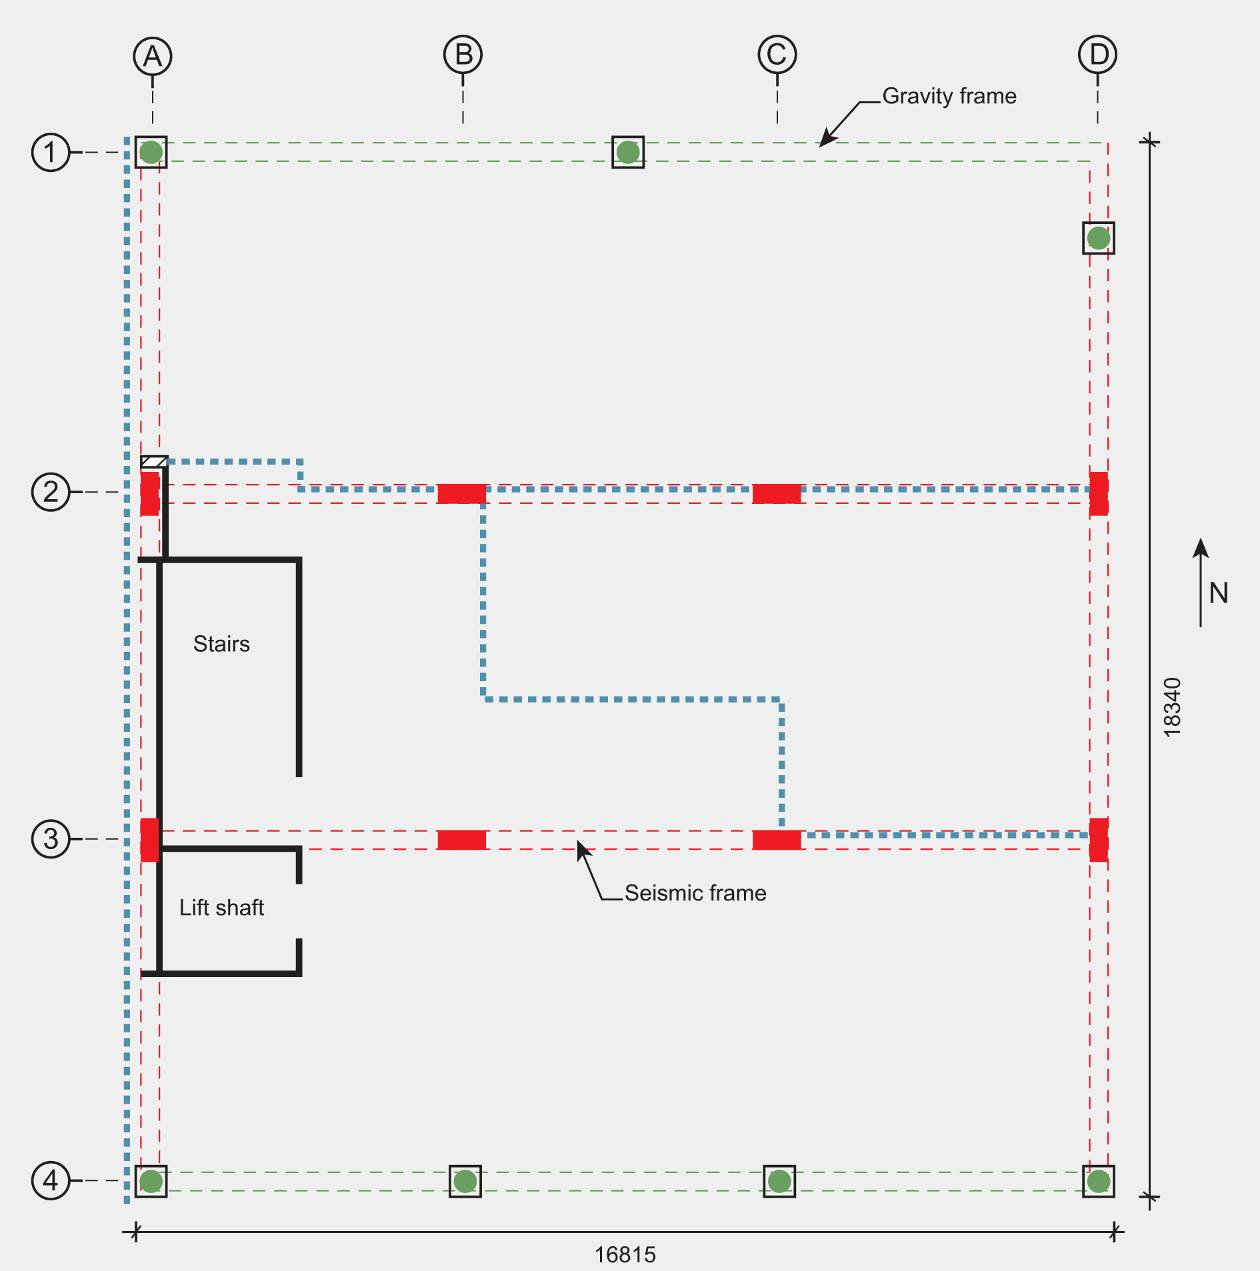 A
B
C
D
Gravity frame
1
2
N
Stairs
18340
3
Seismic frame
Lift shaft
4
16815